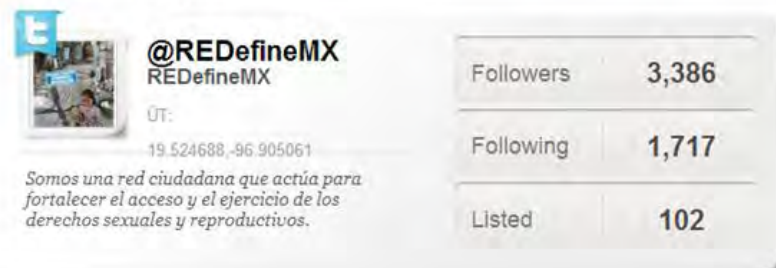 @REDefineMX
REDefineMX
ÜT:
19.524688,-96.905061
Somos una red ciudadana que actúa para
fortalecer el acceso y el ejercicio de los
derechos sexuales y reproductivos.
Followers 3,386
Following 1,717
Listed 102